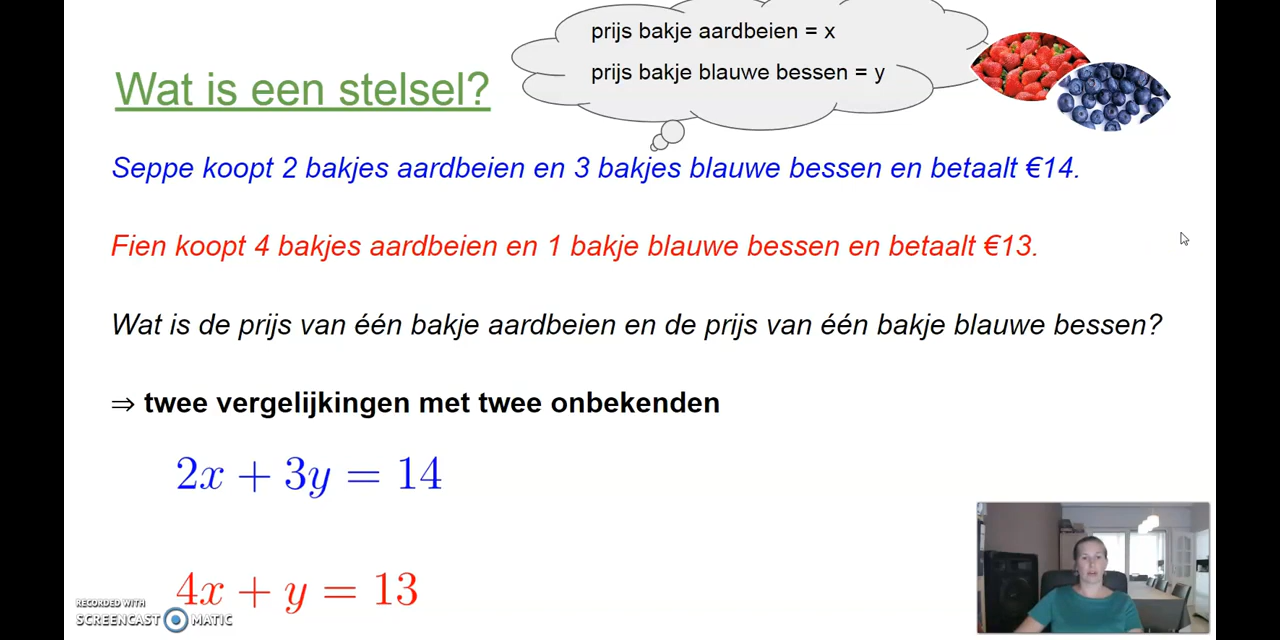 prijs bakje aardbeien = x
prijs bakje blauwe bessen = y
Wat is een stelsel?
Seppe koopt 2 bakjes aardbeien en 3 bakjes blauwe bessen en betaalt €14.
Fien koopt 4 bakjes aardbeien en 1 bakje blauwe bessen en betaalt €13.
Wat is de prijs van één bakje aardbeien en de prijs van één bakje blauwe bessen?
⇒ twee vergelijkingen met twee onbekenden
2x + 3y = 14
4x + y = 13
RECORDED WITH
SCREENCAST MATIC